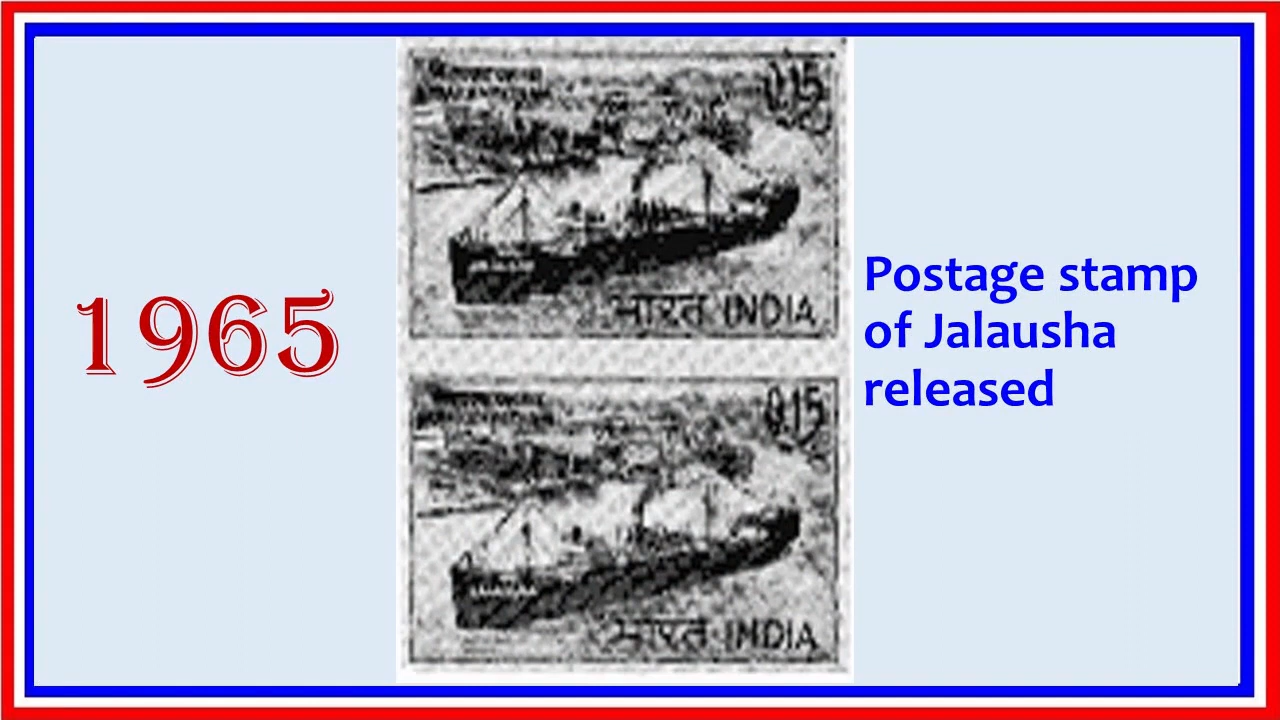 1965
0.15
भारत INDIA
0.15
भारत INDIA
Postage stamp
of Jalausha
released